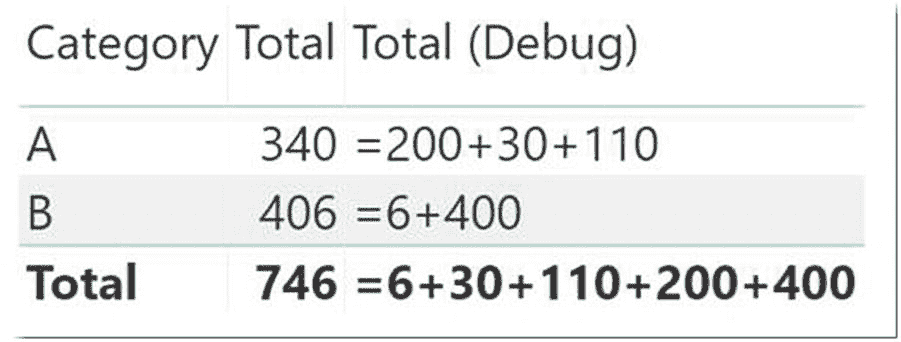 Category Total Total (Debug)
A 340 =200+30+110
B 406 =6+400
Total 746 =6+30+110+200+400